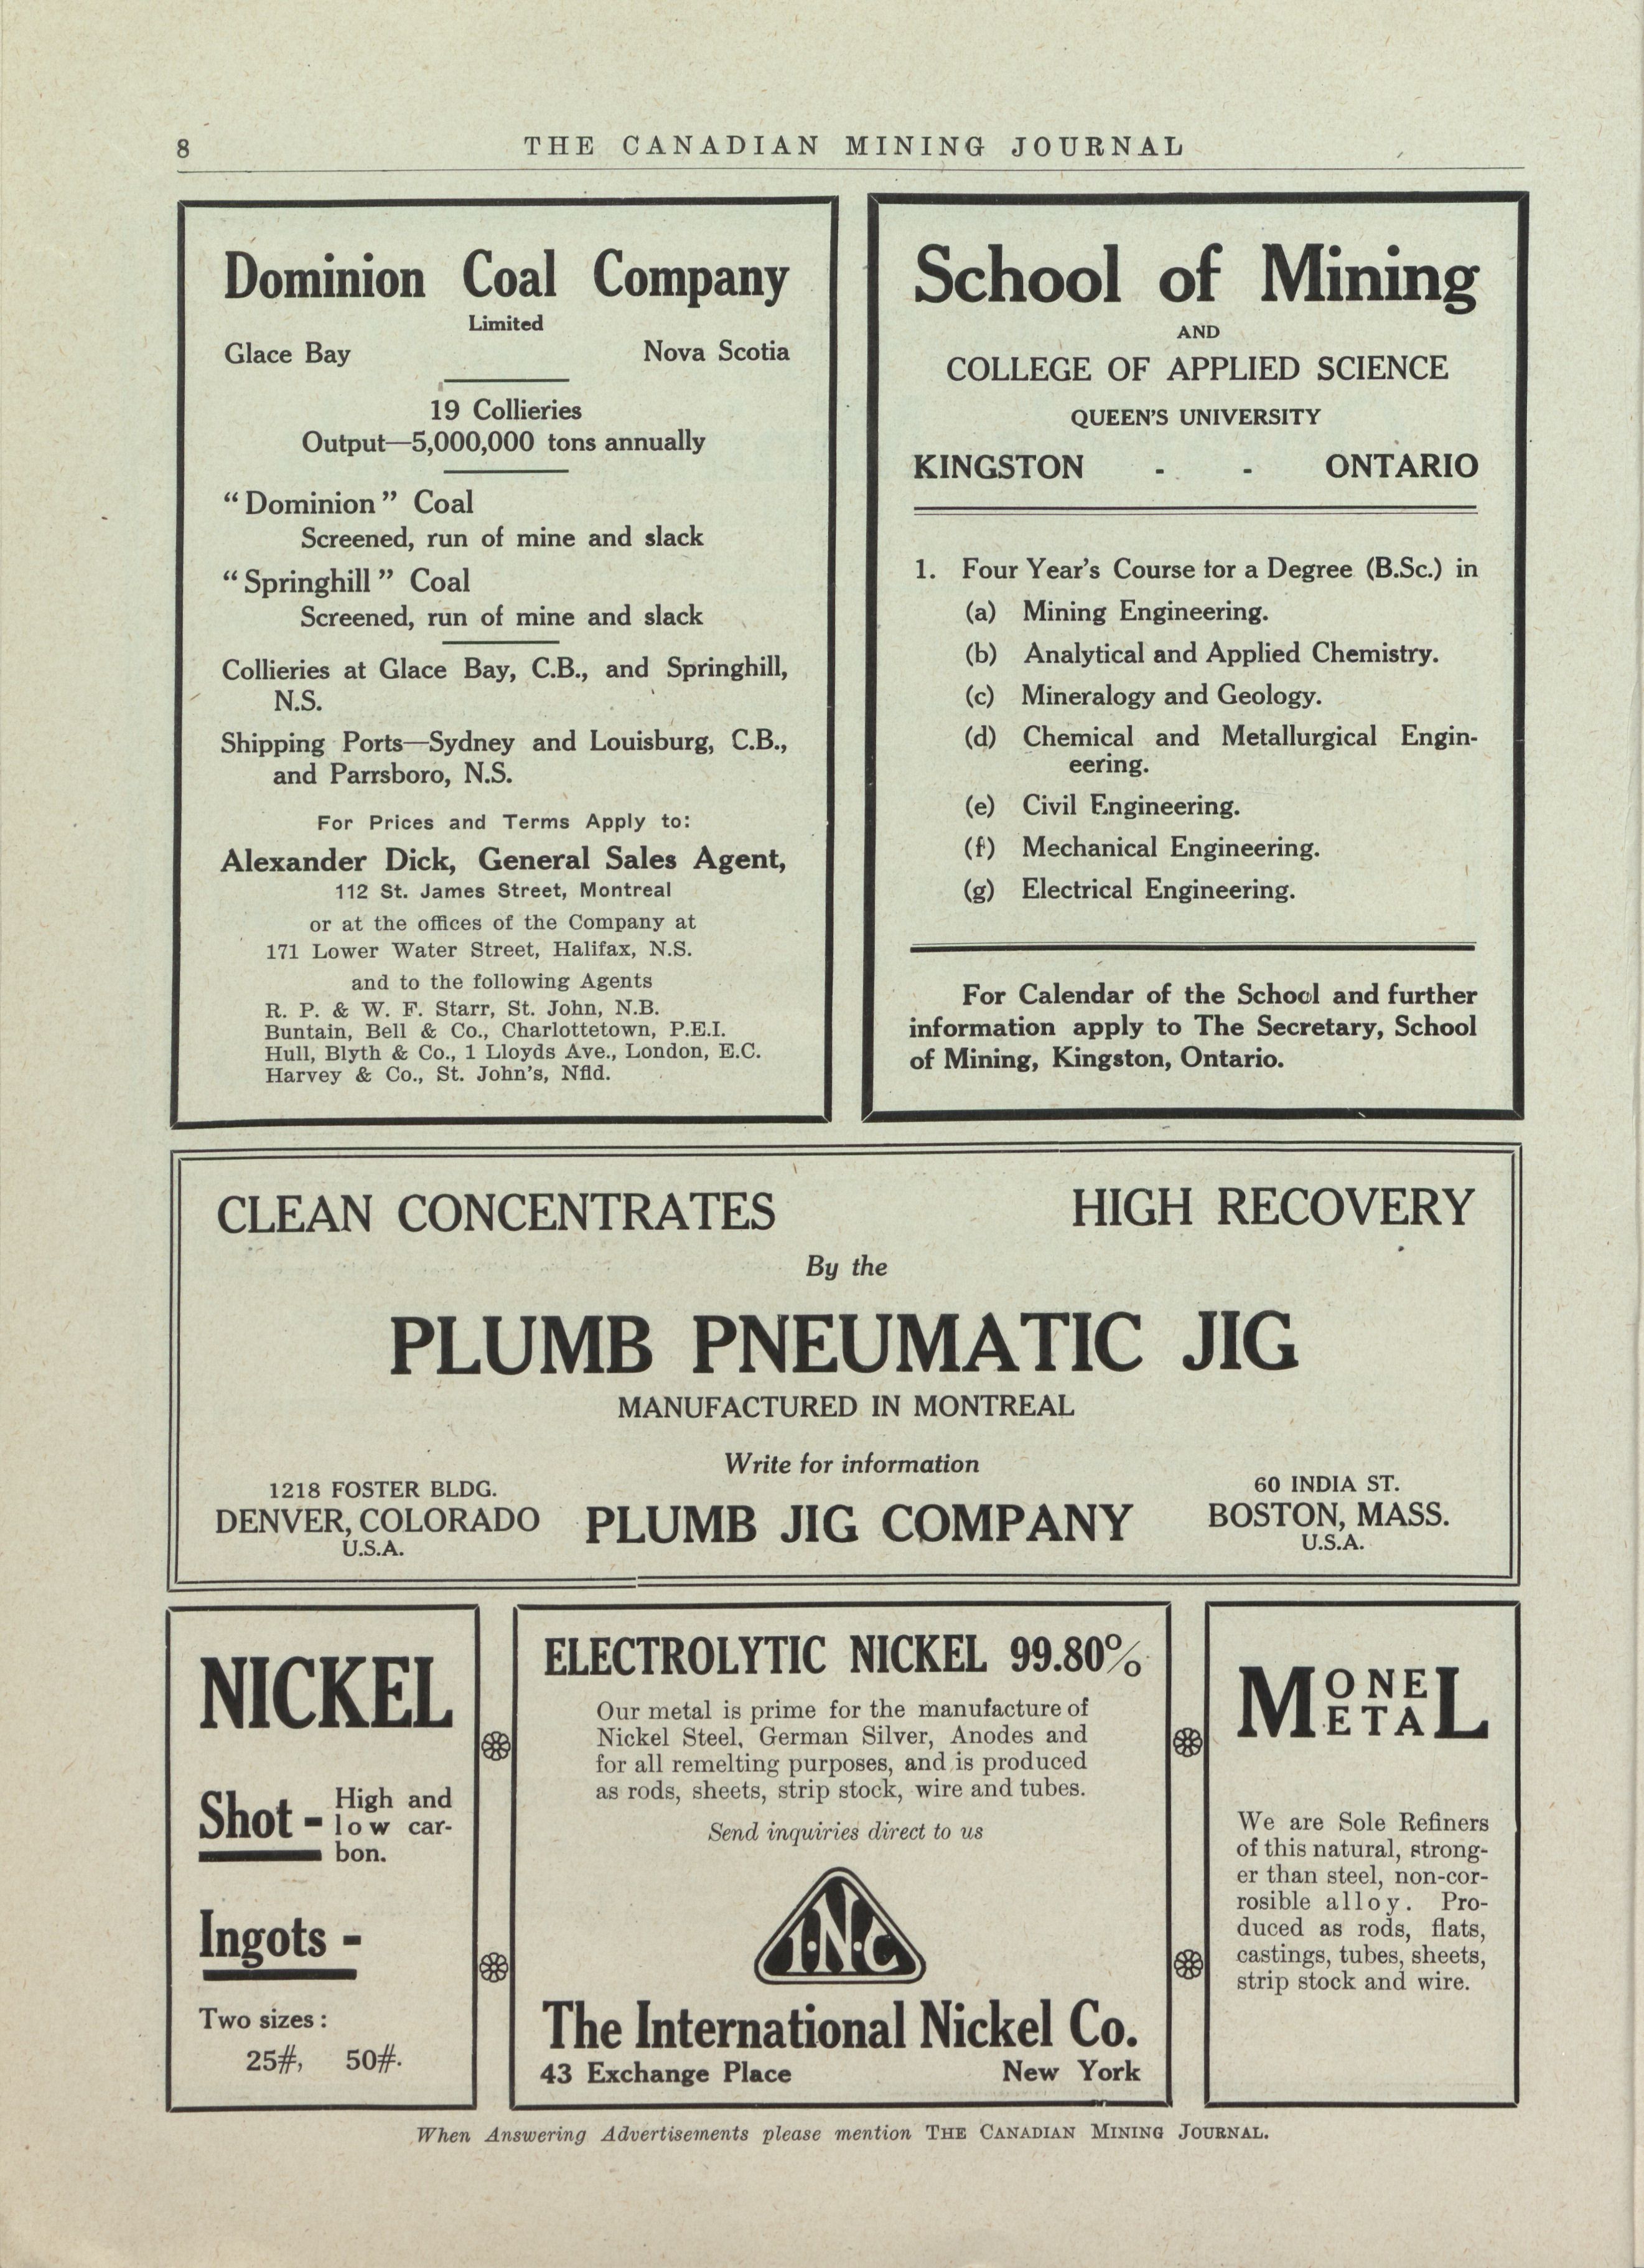 8
THE CANADIAN MINING JOURNAL
Dominion Coal Company
Limited
Glace Bay Nova Scotia
19 Collieries
Output—5,000,000 tons annually
“Dominion” Coal
Screened, run of mine and slack
“Springhill” Coal
Screened, run of mine and slack
Collieries at Glace Bay, C.B., and Springhill,
N.S.
Shipping Ports—Sydney and Louisburg, C.B.,
and Parrsboro, N.S.
For Prices and Terms Apply to:
Alexander Dick, General Sales Agent,
112 St. James Street, Montreal
or at the offices of the Company at
171 Lower Water Street, Halifax, N.S.
and to the following Agents
R. P. & W. F. Starr, St. John, N.B.
Buntain, Bell & Co., Charlottetown, P.E.I.
Hull, Blyth & Co., 1 Lloyds Ave., London, E.C.
Harvey & Co., St. John's, Nfld.
School of Mining
AND
COLLEGE OF APPLIED SCIENCE
QUEEN'S UNIVERSITY
KINGSTON - - ONTARIO
1. Four Year's Course for a Degree (B.Sc.) in
(a) Mining Engineering.
(b) Analytical and Applied Chemistry.
(c) Mineralogy and Geology.
(d) Chemical and Metallurgical Engin-
eering.
(e) Civil Engineering.
(f) Mechanical Engineering.
(g) Electrical Engineering.
For Calendar of the School and further
information apply to The Secretary, School
of Mining, Kingston, Ontario.
CLEAN CONCENTRATES HIGH RECOVERY
By the
PLUMB PNEUMATIC JIG
MANUFACTURED IN MONTREAL
Write for information
1218 FOSTER BLDG.
DENVER, COLORADO
U.S.A.
PLUMB JIG COMPANY
60 INDIA ST.
BOSTON, MASS.
U.S.A.
NICKEL
Shot - High and
low car-
bon.
Ingots -
Two sizes:
25#, 50#.
ELECTROLYTIC NICKEL 99.80%
Our metal is prime for the manufacture of
Nickel Steel, German Silver, Anodes and
for all remelting purposes, and is produced
as rods, sheets, strip stock, wire and tubes.
Send inquiries direct to us
I·N·C
The International Nickel Co.
43 Exchange Place New York
MONEL
METAL
We are Sole Refiners
of this natural, strong-
er than steel, non-cor-
rosible alloy. Pro-
duced as rods, flats,
castings, tubes, sheets,
strip stock and wire.
When Answering Advertisements please mention THE CANADIAN MINING JOURNAL.